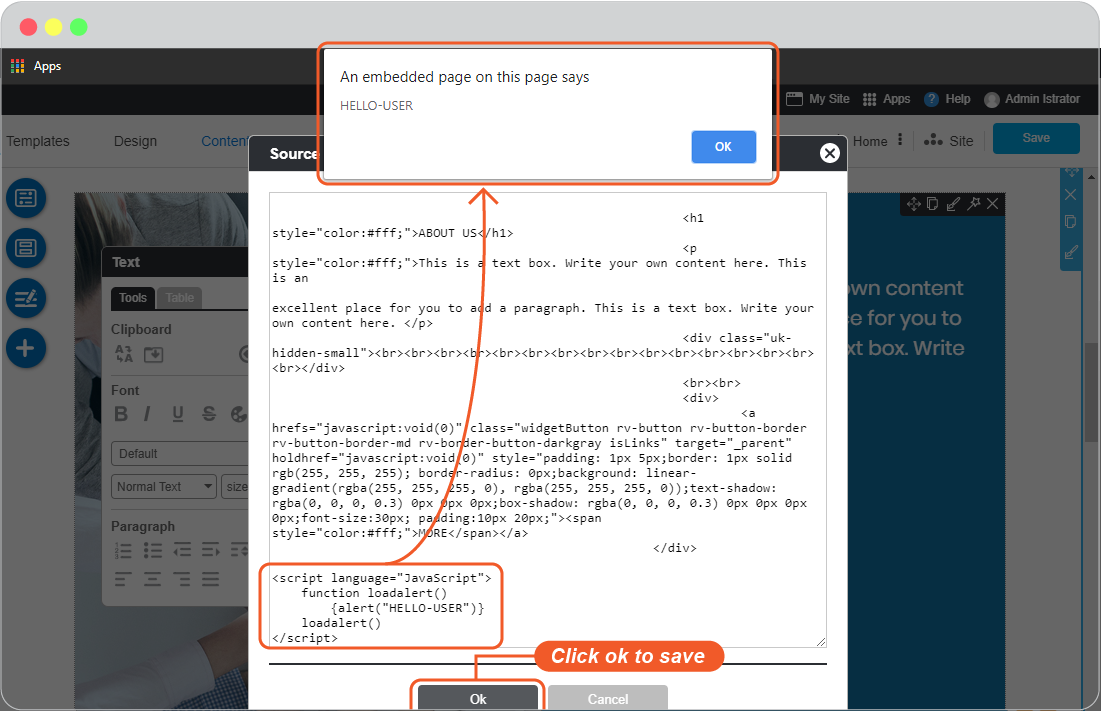 Apps
An embedded page on this page says
HELLO-USER
OK
My Site
Apps
? Help
Admin Istrator
Templates
Design
Conten
Home
Site
Save
Source
<h1
style="color:#fff;">ABOUT US</h1>
<p
style="color:#fff;">This is a text box. Write your own content here. This
is an
excellent place for you to add a paragraph. This is a text box. Write your
own content here. </p>
<div class="uk-
hidden-small"><br><br><br><br><br><br><br><br><br><br><br><br><br><br><br>
<br></div>
<br><br>
<div>
<a
hrefs="javascript:void(0)" class="widgetButton rv-button rv-button-border
rv-button-border-md rv-border-button-darkgray isLinks" target="_parent"
holdhref="javascript:void(0)" style="padding: 1px 5px;border: 1px solid
rgb(255, 255, 255); border-radius: 0px;background: linear-
gradient(rgba(255, 255, 255, 0), rgba(255, 255, 255, 0));text-shadow:
rgba(0, 0, 0, 0.3) 0px 0px 0px;box-shadow: rgba(0, 0, 0, 0.3) 0px 0px 0px
0px;font-size:30px; padding:10px 20px;"><span
style="color:#fff;">MORE</span></a>
</div>
<script language="JavaScript">
function loadalert()
{alert("HELLO-USER")}
loadalert()
</script>
Click ok to save
Ok
Cancel
Text
Tools
Table
Clipboard
Font
B I U S
Default
Normal Text
size
Paragraph
own content
e for you to
xt box. Write